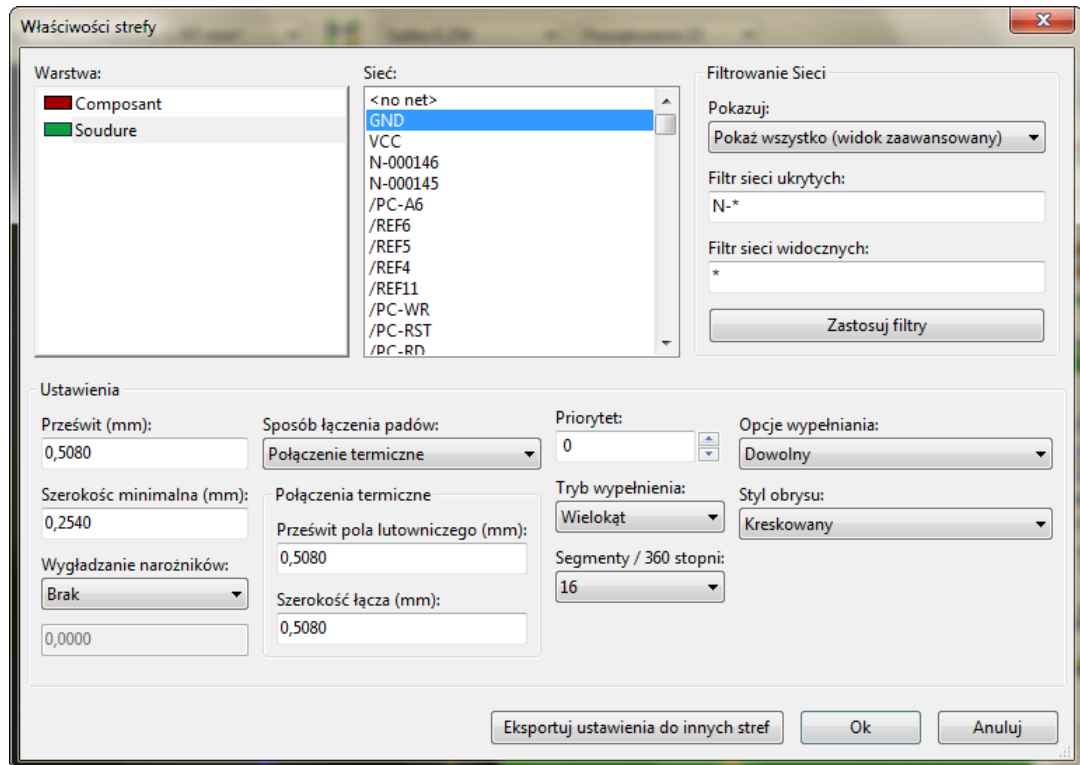 Właściwości strefy
Warstwa:
Composant
Soudure
Sieć:
<no net>
GND
VCC
N-000146
N-000145
/PC-A6
/REF6
/REF5
/REF4
/REF11
/PC-WR
/PC-RST
/PC-RD
Filtrowanie Sieci
Pokazuj:
Pokaż wszystko (widok zaawansowany)
Filtr sieci ukrytych:
N-*
Filtr sieci widocznych:
*
Zastosuj filtry
Ustawienia
Prześwit (mm):
0,5080
Szerokośc minimalna (mm):
0,2540
Wygładzanie narożników:
Brak
0,0000
Sposób łączenia padów:
Połączenie termiczne
Połączenia termiczne
Prześwit pola lutowniczego (mm):
0,5080
Szerokość łącza (mm):
0,5080
Priorytet:
0
Tryb wypełnienia:
Wielokąt
Segmenty / 360 stopni:
16
Opcje wypełniania:
Dowolny
Styl obrysu:
Kreskowany
Eksportuj ustawienia do innych stref
Ok
Anuluj